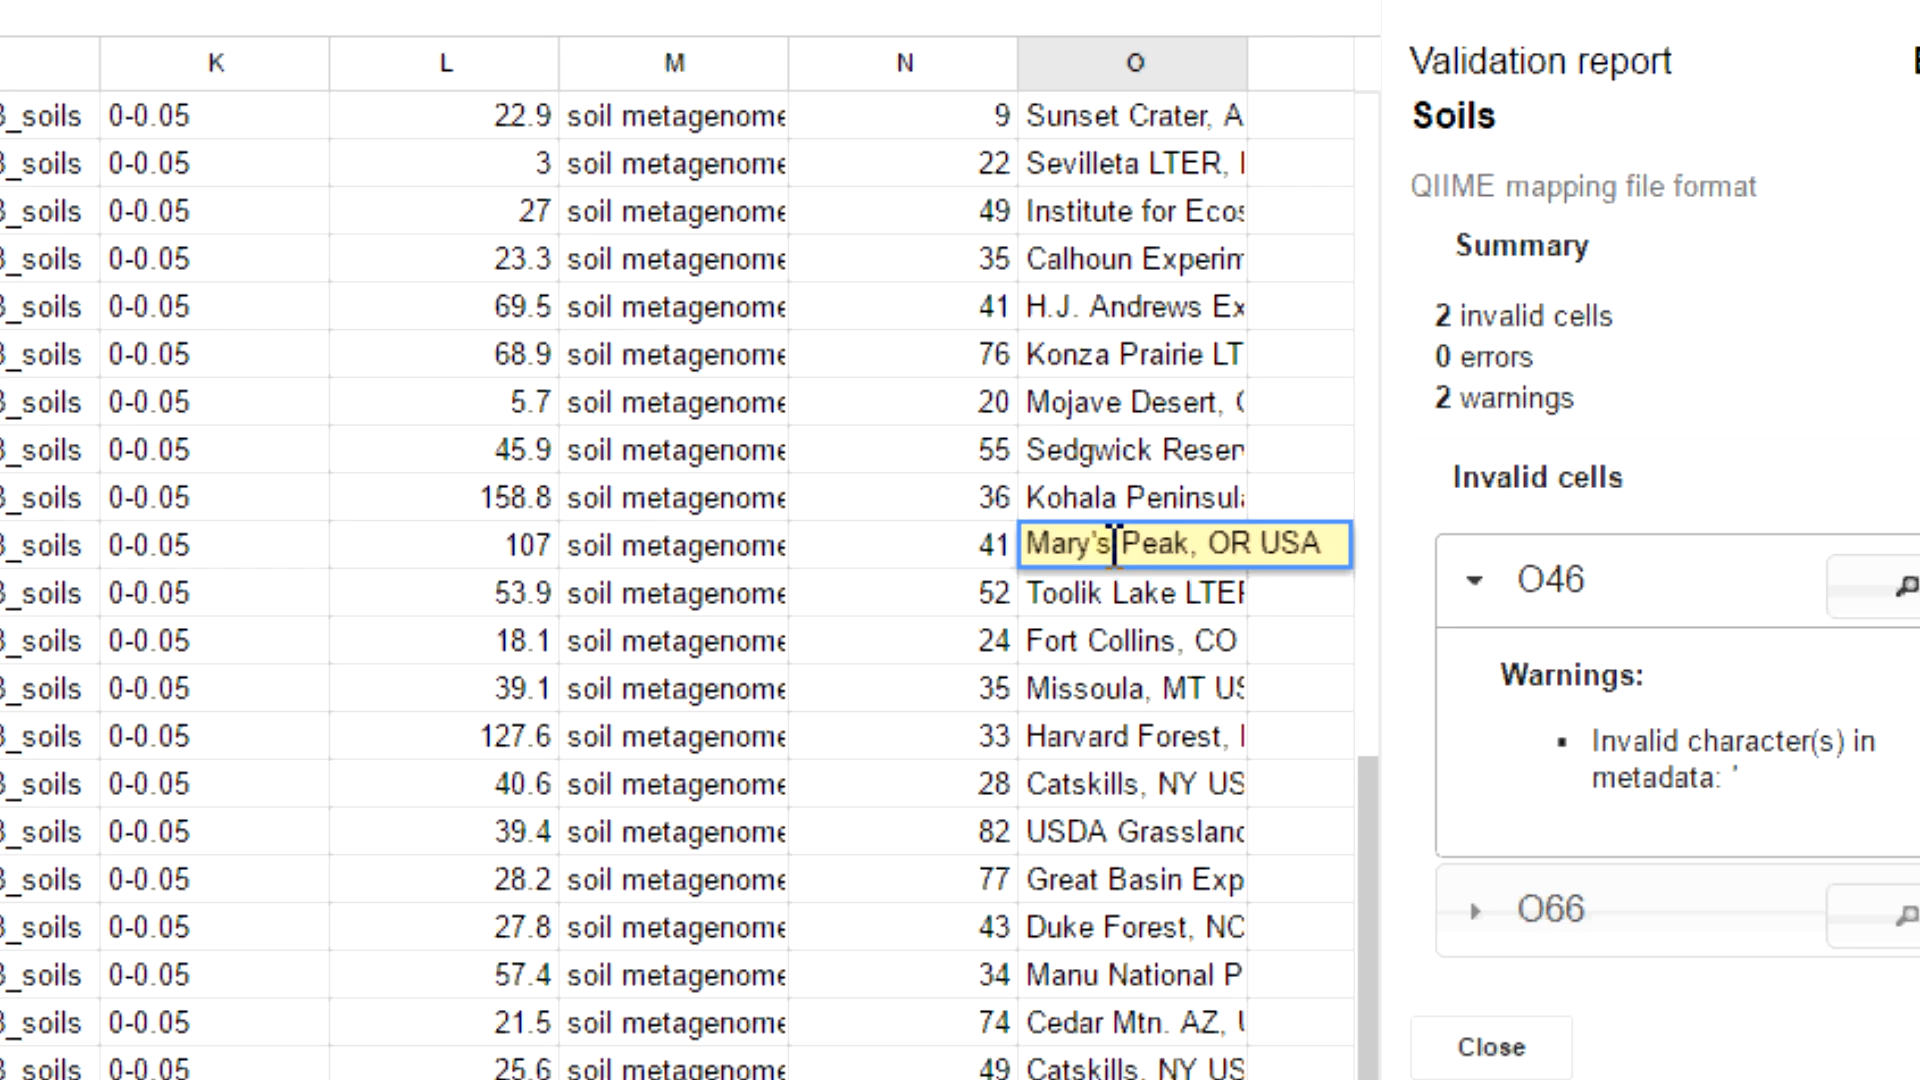 K L M N O
_soils 0-0.05 22.9 soil metagenome 9 Sunset Crater, A
_soils 0-0.05 3 soil metagenome 22 Sevilleta LTER,
_soils 0-0.05 27 soil metagenome 49 Institute for Ecos
_soils 0-0.05 23.3 soil metagenome 35 Calhoun Experim
_soils 0-0.05 69.5 soil metagenome 41 H.J. Andrews Ex
_soils 0-0.05 68.9 soil metagenome 76 Konza Prairie LT
_soils 0-0.05 5.7 soil metagenome 20 Mojave Desert,
_soils 0-0.05 45.9 soil metagenome 55 Sedgwick Reser
_soils 0-0.05 158.8 soil metagenome 36 Kohala Peninsula
_soils 0-0.05 107 soil metagenome 41 Mary's Peak, OR USA
_soils 0-0.05 53.9 soil metagenome 52 Toolik Lake LTER
_soils 0-0.05 18.1 soil metagenome 24 Fort Collins, CO
_soils 0-0.05 39.1 soil metagenome 35 Missoula, MT US
_soils 0-0.05 127.6 soil metagenome 33 Harvard Forest,
_soils 0-0.05 40.6 soil metagenome 28 Catskills, NY US
_soils 0-0.05 39.4 soil metagenome 82 USDA Grassland
_soils 0-0.05 28.2 soil metagenome 77 Great Basin Exp
_soils 0-0.05 27.8 soil metagenome 43 Duke Forest, NC
_soils 0-0.05 57.4 soil metagenome 34 Manu National P
_soils 0-0.05 21.5 soil metagenome 74 Cedar Mtn. AZ, U
_soils 0-0.05 25.6 soil metagenome 49 Catskills, NY US
Validation report
Soils
QIIME mapping file format
Summary
2 invalid cells
0 errors
2 warnings
Invalid cells
O46
Warnings:
Invalid character(s) in
metadata: '
O66
Close